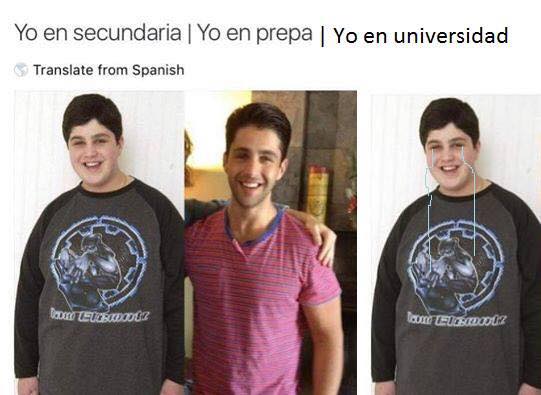 Yo en secundaria | Yo en prepa | Yo en universidad
Translate from Spanish